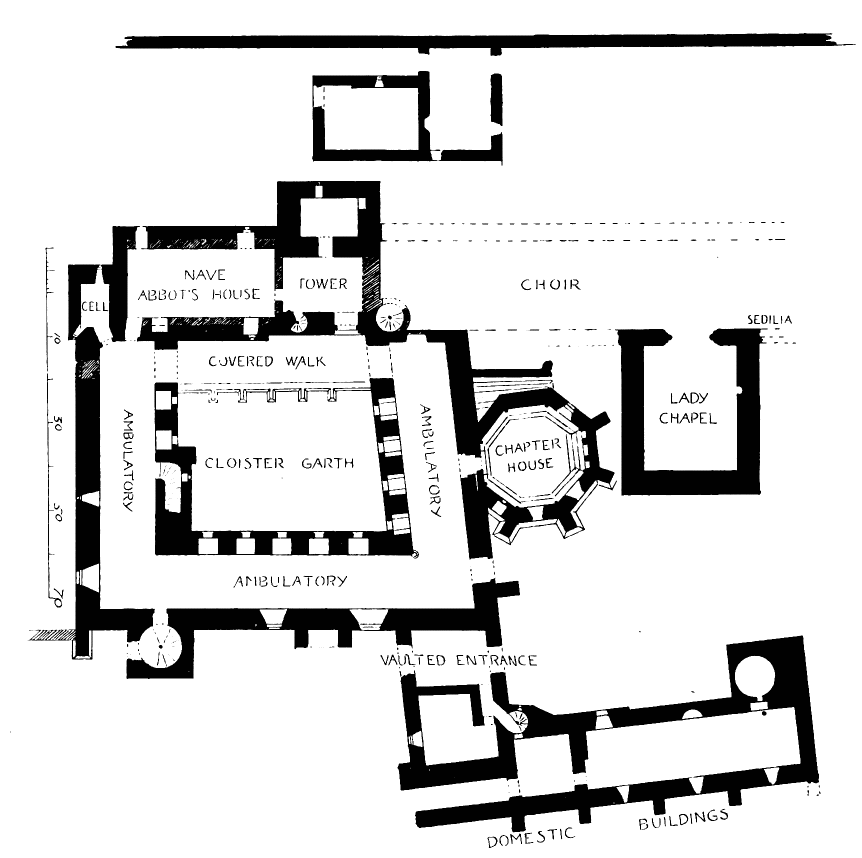 CHOIR
NAVE
ABBOT'S HOUSE
TOWER
CELL
SEDILIA
COVERED WALK
LADY
CHAPEL
AMBULATORY
AMBULATORY
CHAPTER
HOUSE
CLOISTER GARTH
AMBULATORY
VAULTED ENTRANCE
DOMESTIC BUILDINGS
10
30
50
70